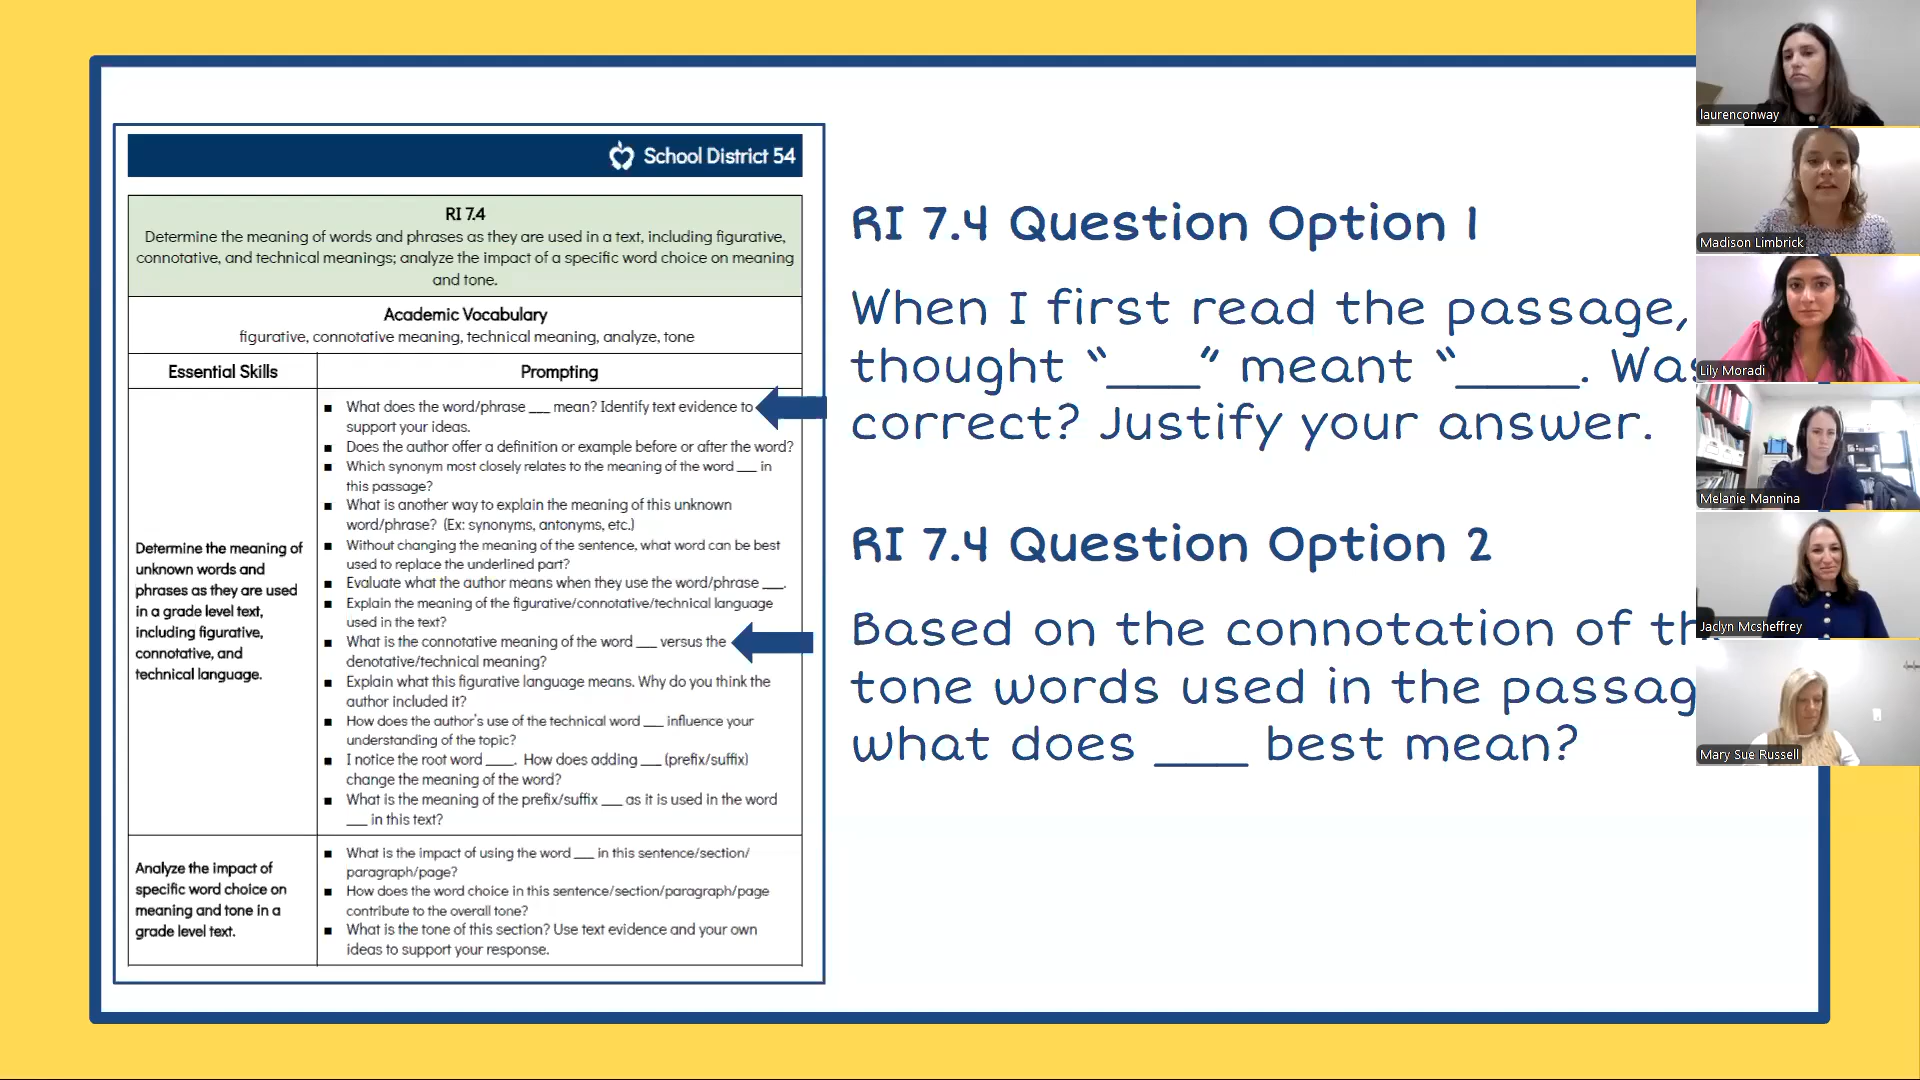 School District 54
RI 7.4
Determine the meaning of words and phrases as they are used in a text, including figurative,
connotative, and technical meanings; analyze the impact of a specific word choice on meaning
and tone.
Academic Vocabulary
figurative, connotative meaning, technical meaning, analyze, tone
Essential Skills
Prompting
Determine the meaning of
unknown words and
phrases as they are used
in a grade level text,
including figurative,
connotative, and
technical language.
■ What does the word/phrase ___ mean? Identify text evidence to
support your ideas.
■ Does the author offer a definition or example before or after the word?
■ Which synonym most closely relates to the meaning of the word ___ in
this passage?
■ What is another way to explain the meaning of this unknown
word/phrase? (Ex: synonyms, antonyms, etc.)
■ Without changing the meaning of the sentence, what word can be best
used to replace the underlined part?
■ Evaluate what the author means when they use the word/phrase ___.
■ Explain the meaning of the figurative/connotative/technical language
used in the text?
■ What is the connotative meaning of the word ___ versus the
denotative/technical meaning?
■ Explain what this figurative language means. Why do you think the
author included it?
■ How does the author's use of the technical word ___ influence your
understanding of the topic?
■ I notice the root word ____. How does adding ___ (prefix/suffix)
change the meaning of the word?
■ What is the meaning of the prefix/suffix ___ as it is used in the word
___ in this text?
Analyze the impact of
specific word choice on
meaning and tone in a
grade level text.
■ What is the impact of using the word ___ in this sentence/section/
paragraph/page?
■ How does the word choice in this sentence/section/paragraph/page
contribute to the overall tone?
■ What is the tone of this section? Use text evidence and your own
ideas to support your response.
RI 7.4 Question Option 1
When I first read the passage,
thought “___” meant “____. Was
correct? Justify your answer.
RI 7.4 Question Option 2
Based on the connotation of th
tone words used in the passag
what does ___ best mean?
laurenconway
Madison Limbrick
Lily Moradi
Melanie Mannina
Jaclyn Mcsheffrey
Mary Sue Russell